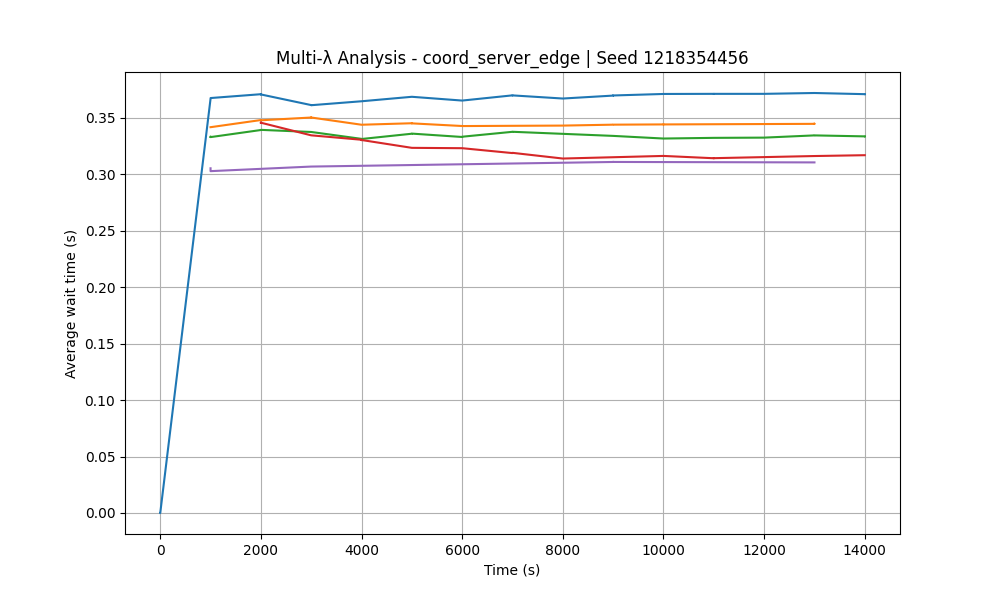 Multi-λ Analysis - coord_server_edge | Seed 1218354456
Average wait time (s)
0.35
0.30
0.25
0.20
0.15
0.10
0.05
0.00
0 2000 4000 6000 8000 10000 12000 14000
Time (s)